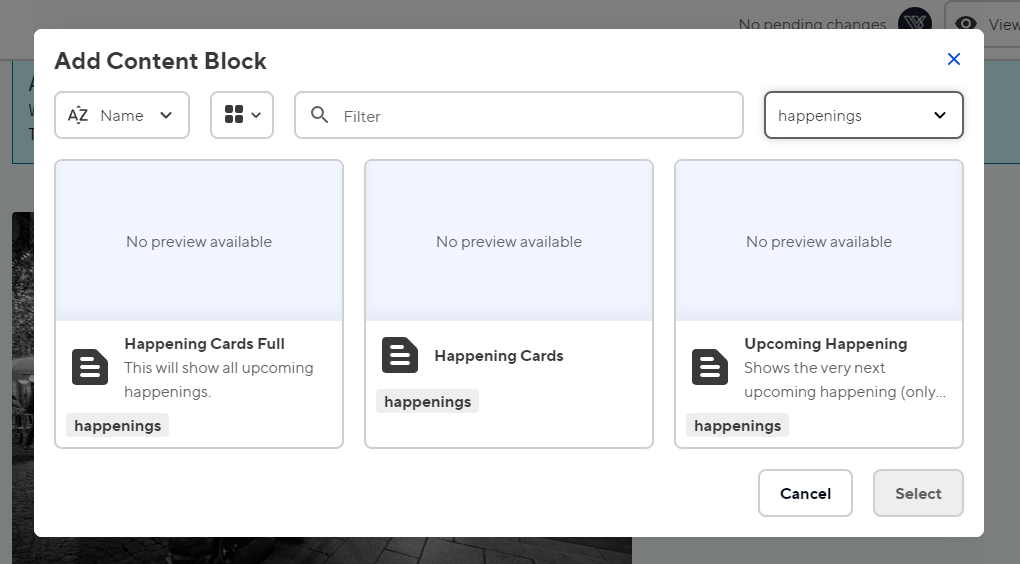 No pending changes
View
Add Content Block
AZ Name
Filter
happenings
No preview available
No preview available
No preview available
Happening Cards Full
This will show all upcoming
happenings.
happenings
Happening Cards
happenings
Upcoming Happening
Shows the very next
upcoming happening (only...
happenings
Cancel
Select